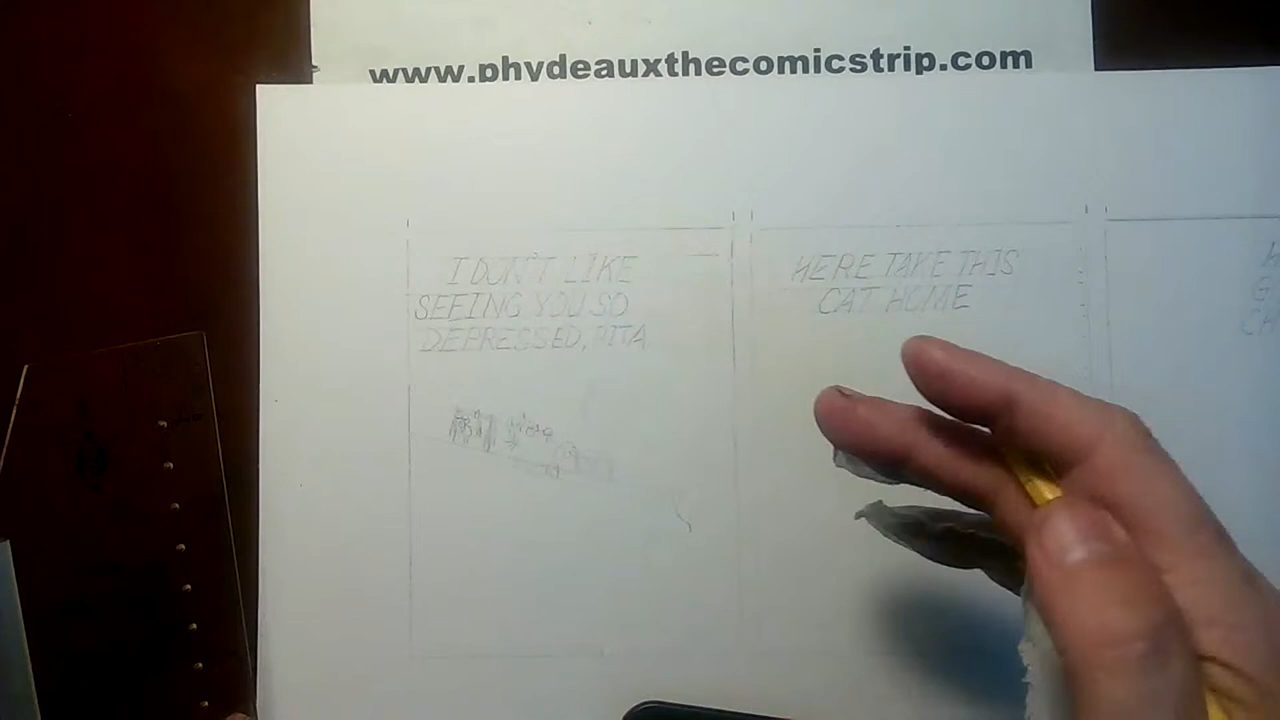 www.phydeauxthecomicstrip.com
I DON'T LIKE
SEEING YOU SO
DEPRESSED, RITA
HERE TAKE THIS
CAT HOME